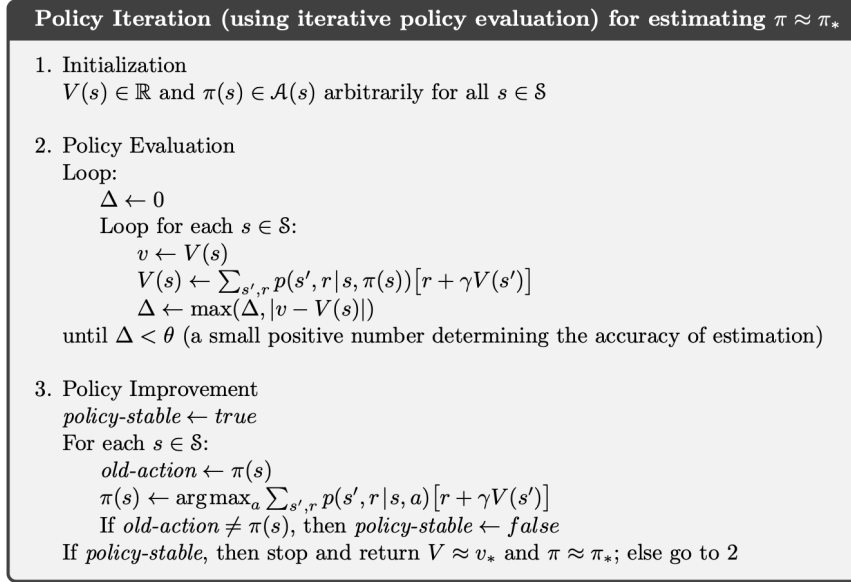 Policy Iteration (using iterative policy evaluation) for estimating π ≈ π∗
1. Initialization
V(s) ∈ ℝ and π(s) ∈ 𝒜(s) arbitrarily for all s ∈ 𝒮
2. Policy Evaluation
Loop:
Δ ← 0
Loop for each s ∈ 𝒮:
v ← V(s)
V(s) ← ∑_{s′,r} p(s′, r|s, π(s))[r + γV(s′)]
Δ ← max(Δ, |v − V(s)|)
until Δ < θ (a small positive number determining the accuracy of estimation)
3. Policy Improvement
policy-stable ← true
For each s ∈ 𝒮:
old-action ← π(s)
π(s) ← argmax_a ∑_{s′,r} p(s′, r|s, a)[r + γV(s′)]
If old-action ≠ π(s), then policy-stable ← false
If policy-stable, then stop and return V ≈ v∗ and π ≈ π∗; else go to 2